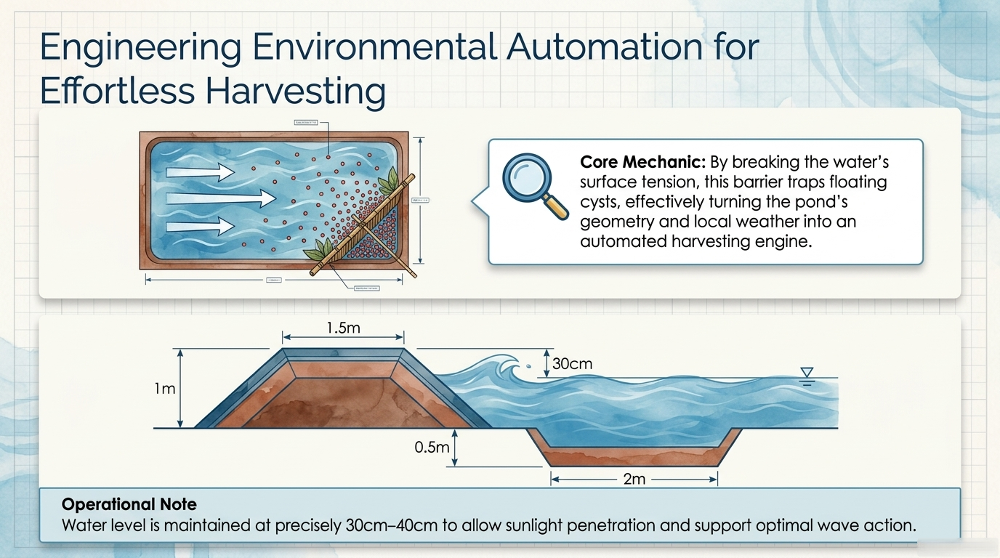 Engineering Environmental Automation for
Effortless Harvesting
Core Mechanic: By breaking the water's
surface tension, this barrier traps floating
cysts, effectively turning the pond's
geometry and local weather into an
automated harvesting engine.
1.5m
30cm
1m
0.5m
2m
Operational Note
Water level is maintained at precisely 30cm–40cm to allow sunlight penetration and support optimal wave action.